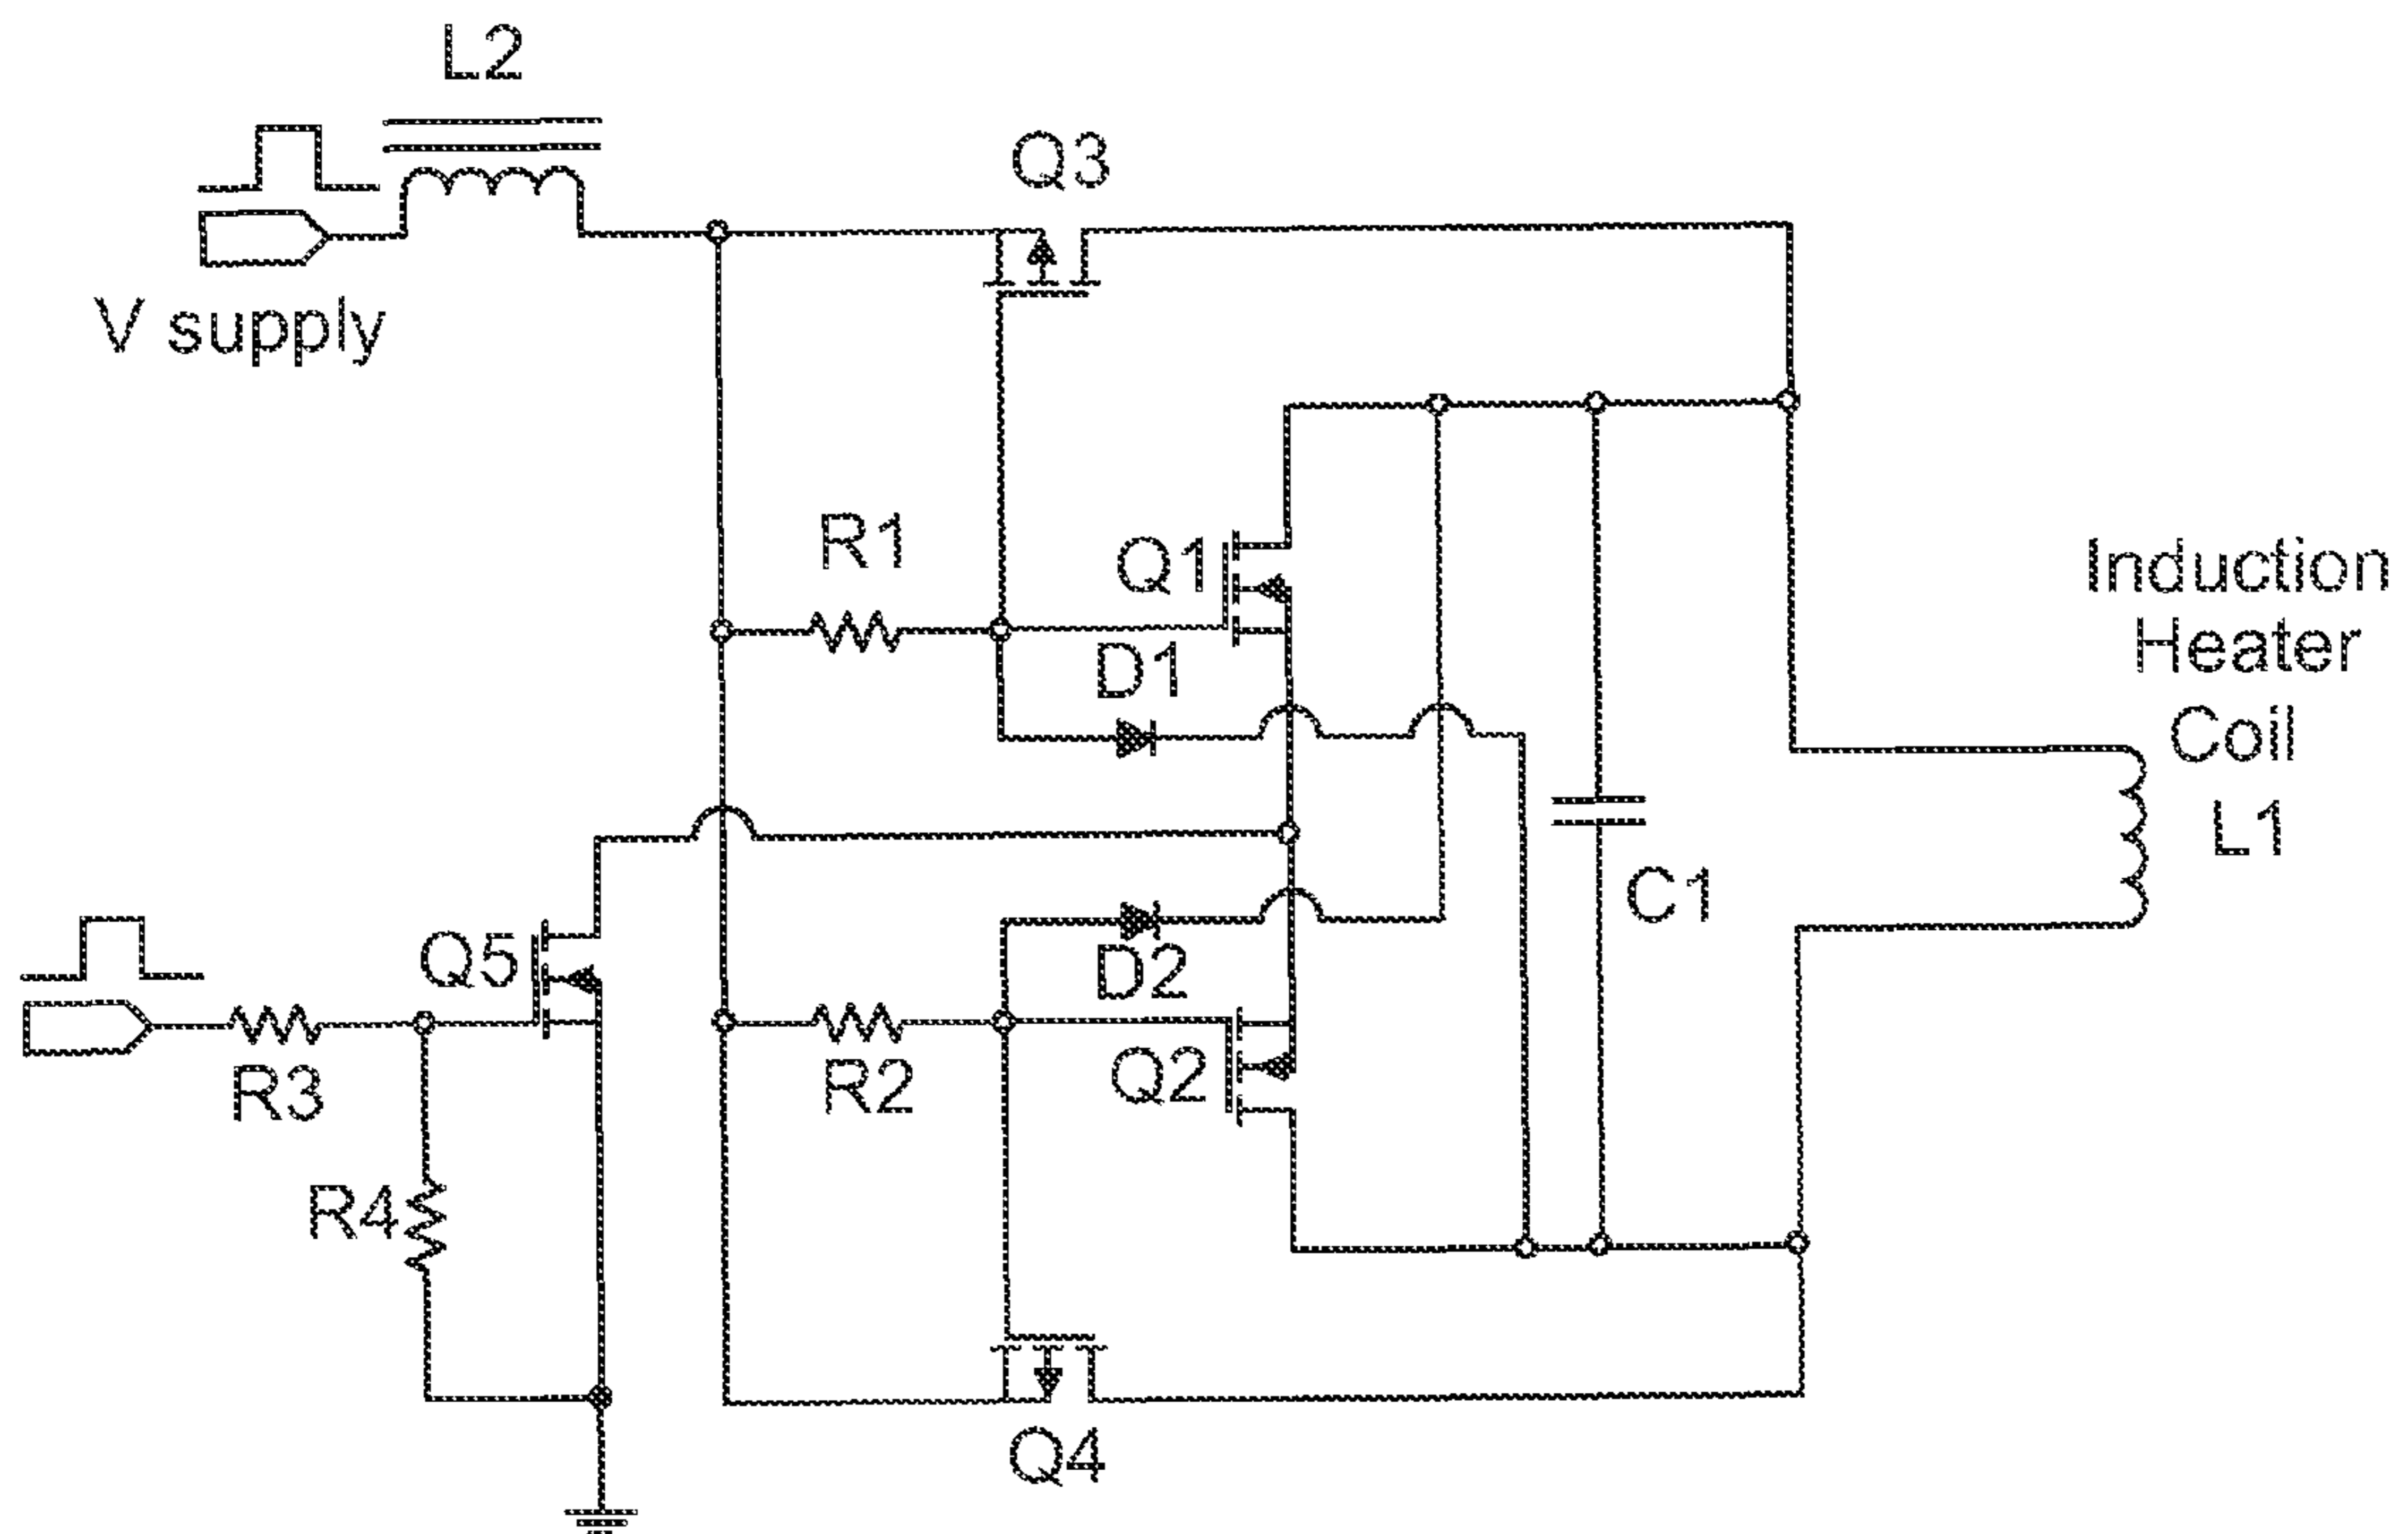 L2
Q3
V supply
R1
Q1
Induction
Heater
Coil
L1
D1
C1
Q5
D2
R3
R2
Q2
R4
Q4